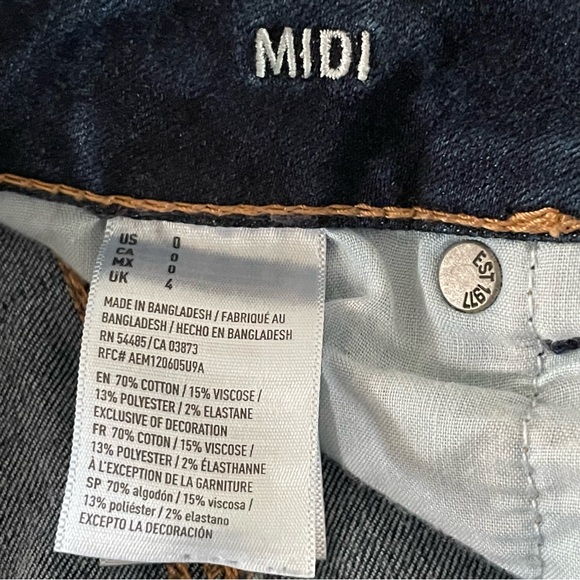 MIDI
US 0
CA 0
MX 0
UK 4
MADE IN BANGLADESH / FABRIQUÉ AU
BANGLADESH / HECHO EN BANGLADESH
RN 54485/CA 03873
RFC# AEM120605U9A
EN 70% COTTON / 15% VISCOSE /
13% POLYESTER / 2% ELASTANE
EXCLUSIVE OF DECORATION
FR 70% COTON / 15% VISCOSE /
13% POLYESTER / 2% ÉLASTHANNE
À L'EXCEPTION DE LA GARNITURE
SP 70% algodón / 15% viscosa /
13% poliéster / 2% elastano
EXCEPTO LA DECORACIÓN
EST 1977